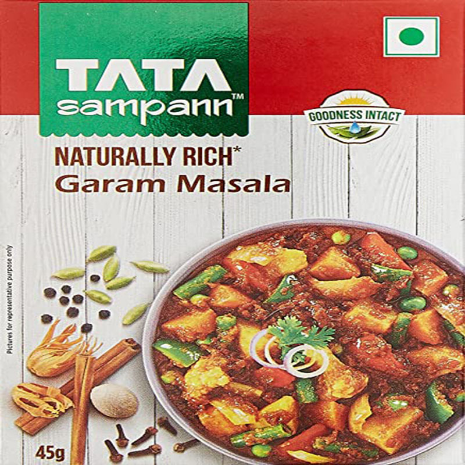 TATA
sampann™
GOODNESS INTACT
NATURALLY RICH*
Garam Masala
Pictures for representative purpose only
45g